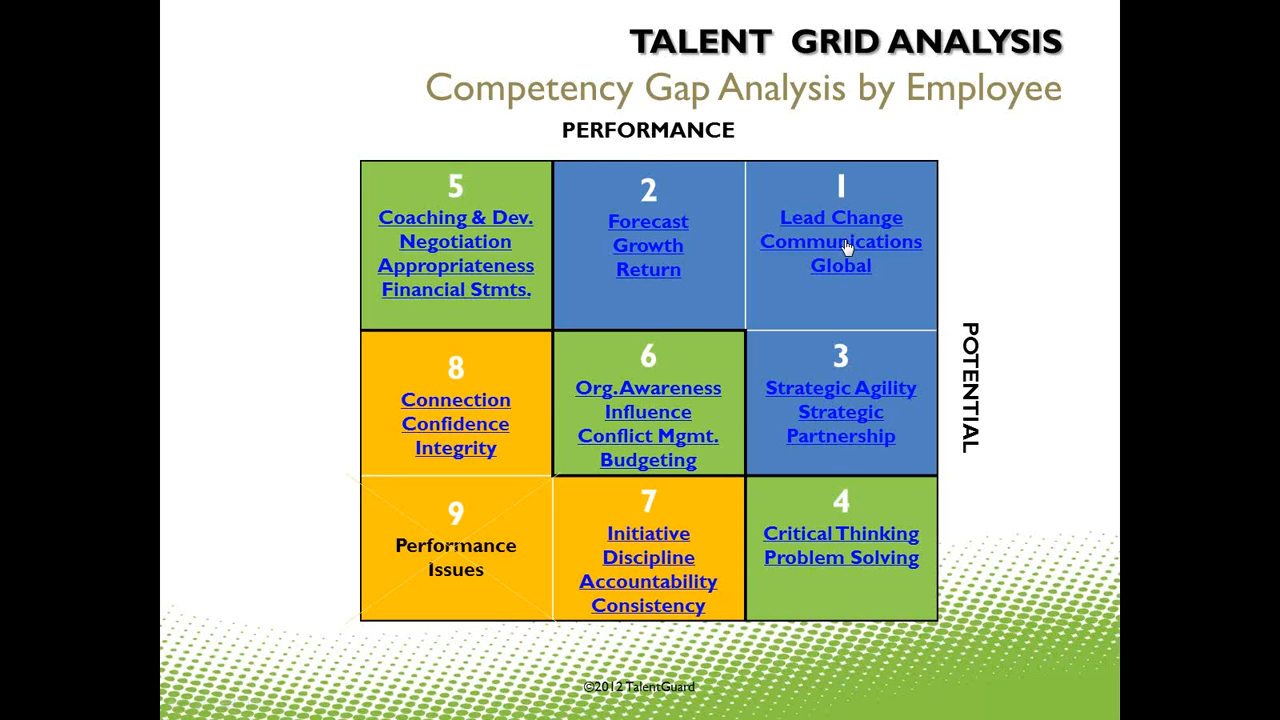 TALENT GRID ANALYSIS
Competency Gap Analysis by Employee
PERFORMANCE
5
Coaching & Dev.
Negotiation
Appropriateness
Financial Stmts.
2
Forecast
Growth
Return
1
Lead Change
Communications
Global
8
Connection
Confidence
Integrity
6
Org. Awareness
Influence
Conflict Mgmt.
Budgeting
3
Strategic Agility
Strategic
Partnership
POTENTIAL
9
Performance
Issues
7
Initiative
Discipline
Accountability
Consistency
4
Critical Thinking
Problem Solving
©2012 TalentGuard